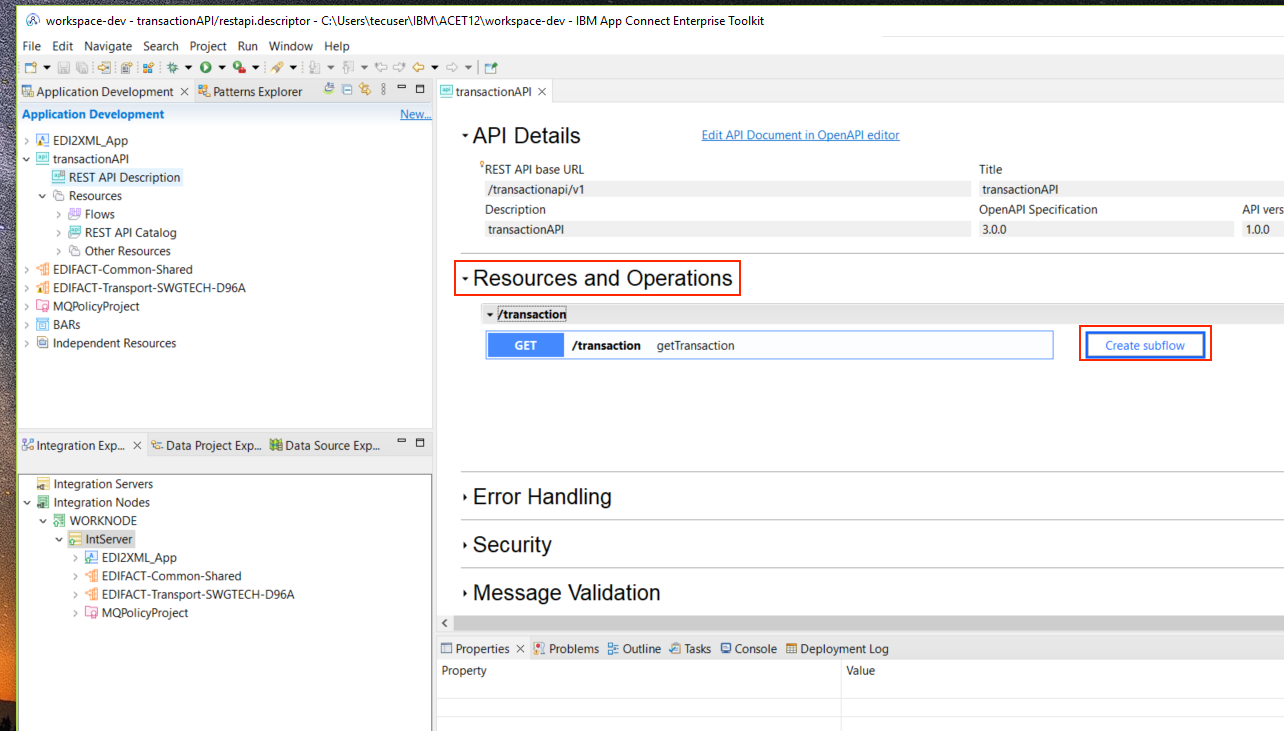 workspace-dev - transactionAPI/restapi.descriptor - C:\Users\tecuser\IBM\ACET12\workspace-dev - IBM App Connect Enterprise Toolkit
File Edit Navigate Search Project Run Window Help
Application Development
Patterns Explorer
Application Development
New...
EDI2XML_App
transactionAPI
REST API Description
Resources
Flows
REST API Catalog
Other Resources
EDIFACT-Common-Shared
EDIFACT-Transport-SWGTECH-D96A
MQPolicyProject
BARs
Independent Resources
Integration Exp...
Data Project Exp...
Data Source Exp...
Integration Servers
Integration Nodes
WORKNODE
IntServer
EDI2XML_App
EDIFACT-Common-Shared
EDIFACT-Transport-SWGTECH-D96A
MQPolicyProject
transactionAPI
API Details
Edit API Document in OpenAPI editor
REST API base URL
Title
/transactionapi/v1
transactionAPI
Description
OpenAPI Specification
API vers
transactionAPI
3.0.0
1.0.0
Resources and Operations
/transaction
GET /transaction getTransaction
Create subflow
Error Handling
Security
Message Validation
Properties
Problems
Outline
Tasks
Console
Deployment Log
Property
Value